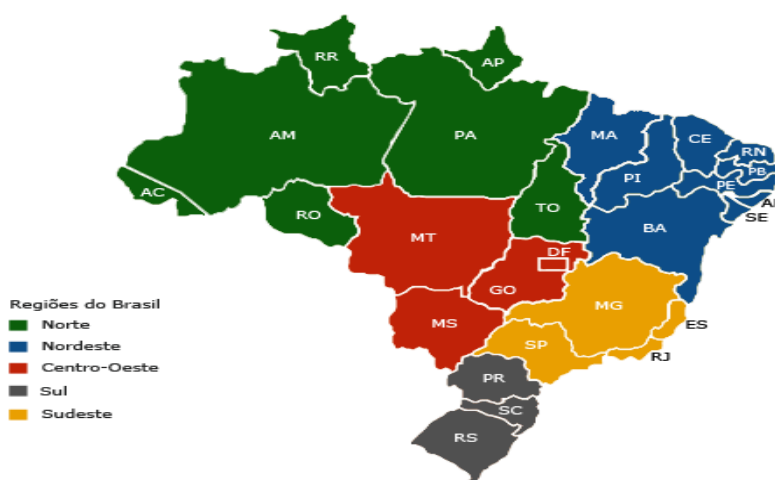 RR
AP
AM
PA
MA
CE
RN
PI
PB
PE
AC
TO
SE
RO
BA
MT
DF
GO
MG
MS
ES
SP
RJ
PR
SC
RS
Regiões do Brasil
Norte
Nordeste
Centro-Oeste
Sul
Sudeste